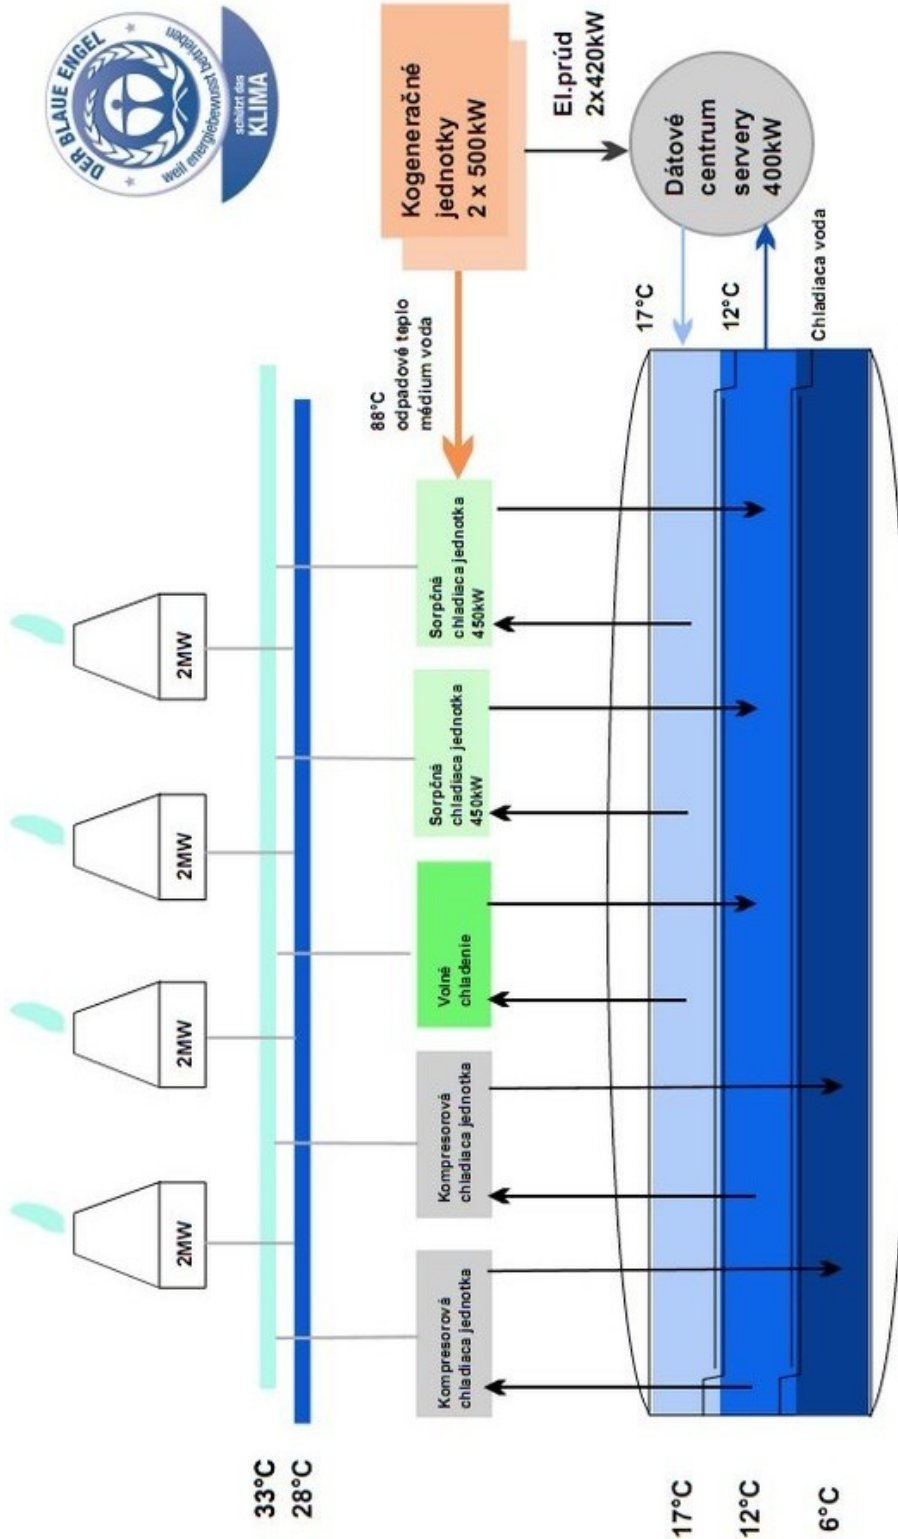 DER BLAUE ENGEL
weil energiebewusst betrieben
schützt das
KLIMA
2MW
2MW
2MW
2MW
33°C
28°C
Kogeneračné
jednotky
2 x 500kW
El.prúd
2x420kW
88°C
odpadové teplo
médium voda
Kompresorová
chladiaca jednotka
Kompresorová
chladiaca jednotka
Volné
chladenie
Sorpčná
chladiaca jednotka
450kW
Sorpčná
chladiaca jednotka
450kW
Dátové
centrum
servery
400kW
17°C
12°C
Chladiaca voda
17°C
12°C
6°C